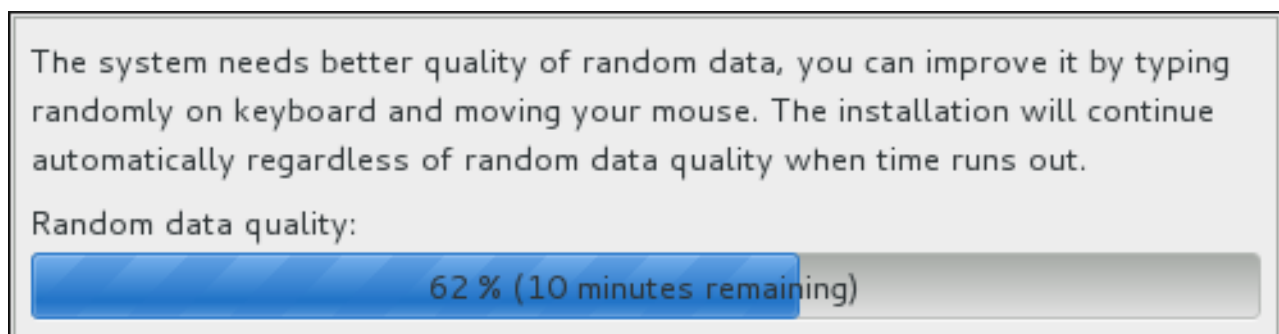 The system needs better quality of random data, you can improve it by typing
randomly on keyboard and moving your mouse. The installation will continue
automatically regardless of random data quality when time runs out.
Random data quality:
62 % (10 minutes remaining)